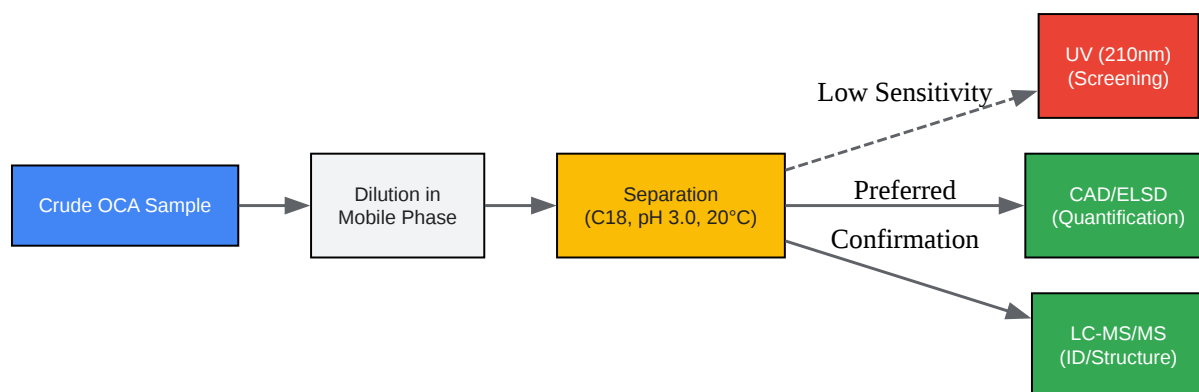 Crude OCA Sample
Dilution in
Mobile Phase
Separation
(C18, pH 3.0, 20°C)
Low Sensitivity
UV (210nm)
(Screening)
Preferred
CAD/ELSD
(Quantification)
Confirmation
LC-MS/MS
(ID/Structure)